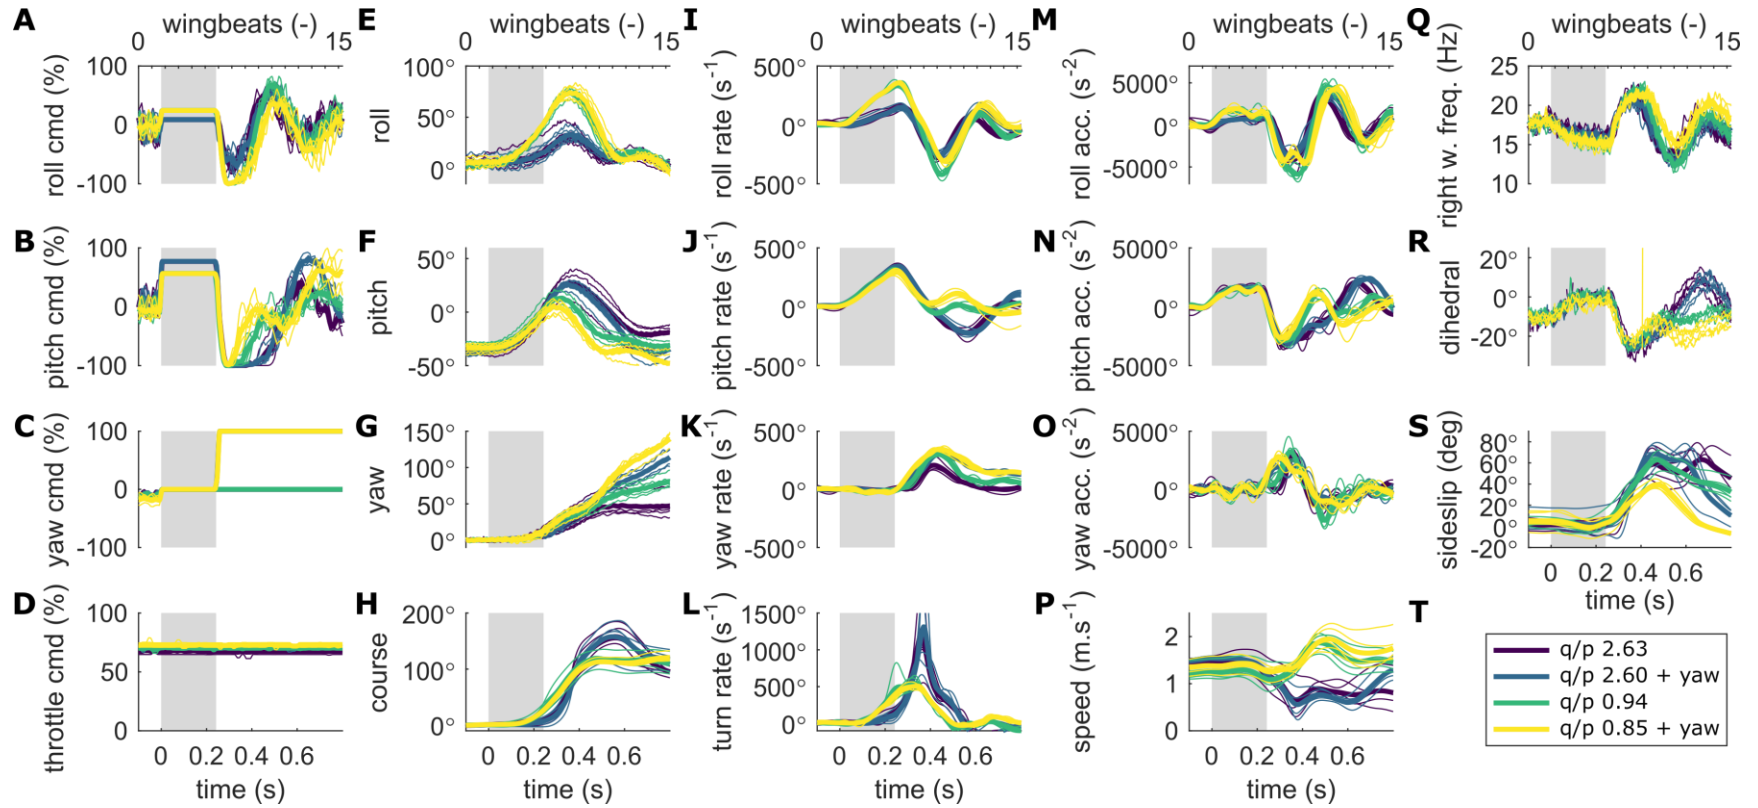 A wingbeats (-) E wingbeats (-) I wingbeats (-) M wingbeats (-) Q wingbeats (-)
0 15 0 15 0 15 0 15 0 15
roll cmd (%)
100
0
-100
roll
100°
50°
0°
roll rate (s⁻¹)
500°
0°
-500°
roll acc. (s⁻²)
5000°
0°
-5000°
right w. freq. (Hz)
25
20
15
10
B
pitch cmd (%)
100
0
-100
F
pitch
50°
0°
-50°
J
pitch rate (s⁻¹)
500°
0°
-500°
N
pitch acc. (s⁻²)
5000°
0°
-5000°
R
dihedral
20°
0°
-20°
C
yaw cmd (%)
100
0
-100
G
yaw
150°
100°
50°
0°
K
yaw rate (s⁻¹)
500°
0°
-500°
O
yaw acc. (s⁻²)
5000°
0°
-5000°
S
sideslip (deg)
80°
60°
40°
20°
0°
-20°
0 0.2 0.4 0.6
time (s)
D
throttle cmd (%)
100
50
0
0 0.2 0.4 0.6
time (s)
H
course
200°
100°
0°
0 0.2 0.4 0.6
time (s)
L
turn rate (s⁻¹)
1500°
1000°
500°
0°
0 0.2 0.4 0.6
time (s)
P
speed (m.s⁻¹)
2
1
0
0 0.2 0.4 0.6
time (s)
T
q/p 2.63
q/p 2.60 + yaw
q/p 0.94
q/p 0.85 + yaw